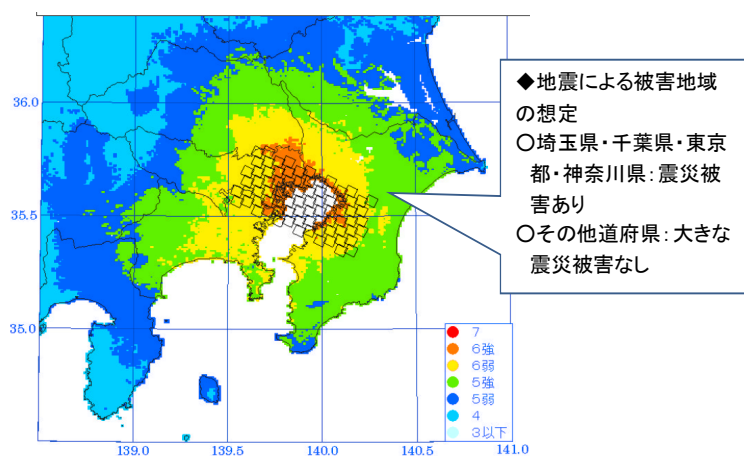 36.0
35.5
35.0
139.0
139.5
140.0
140.5
141.0
7
6強
6弱
5強
5弱
4
3以下
◆地震による被害地域
の想定
○埼玉県・千葉県・東京
都・神奈川県:震災被
害あり
○その他道府県:大きな
震災被害なし